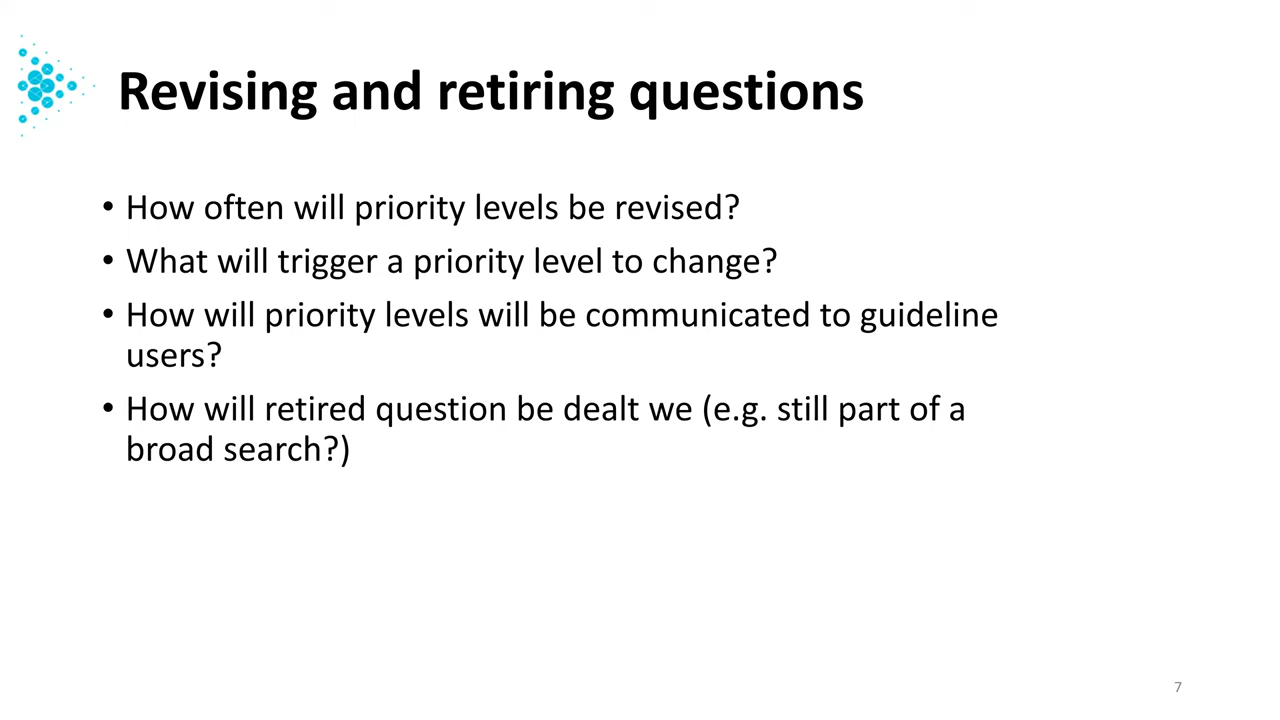 Revising and retiring questions
• How often will priority levels be revised?
• What will trigger a priority level to change?
• How will priority levels will be communicated to guideline
users?
• How will retired question be dealt we (e.g. still part of a
broad search?)
7